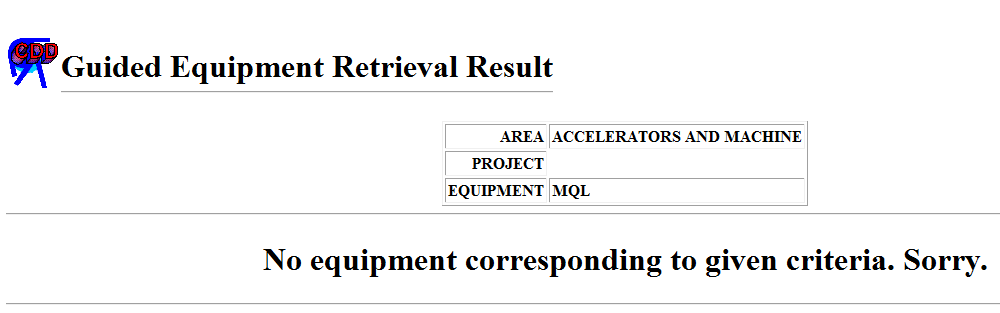 CDD
Guided Equipment Retrieval Result
AREA ACCELERATORS AND MACHINE
PROJECT
EQUIPMENT MQL
No equipment corresponding to given criteria. Sorry.